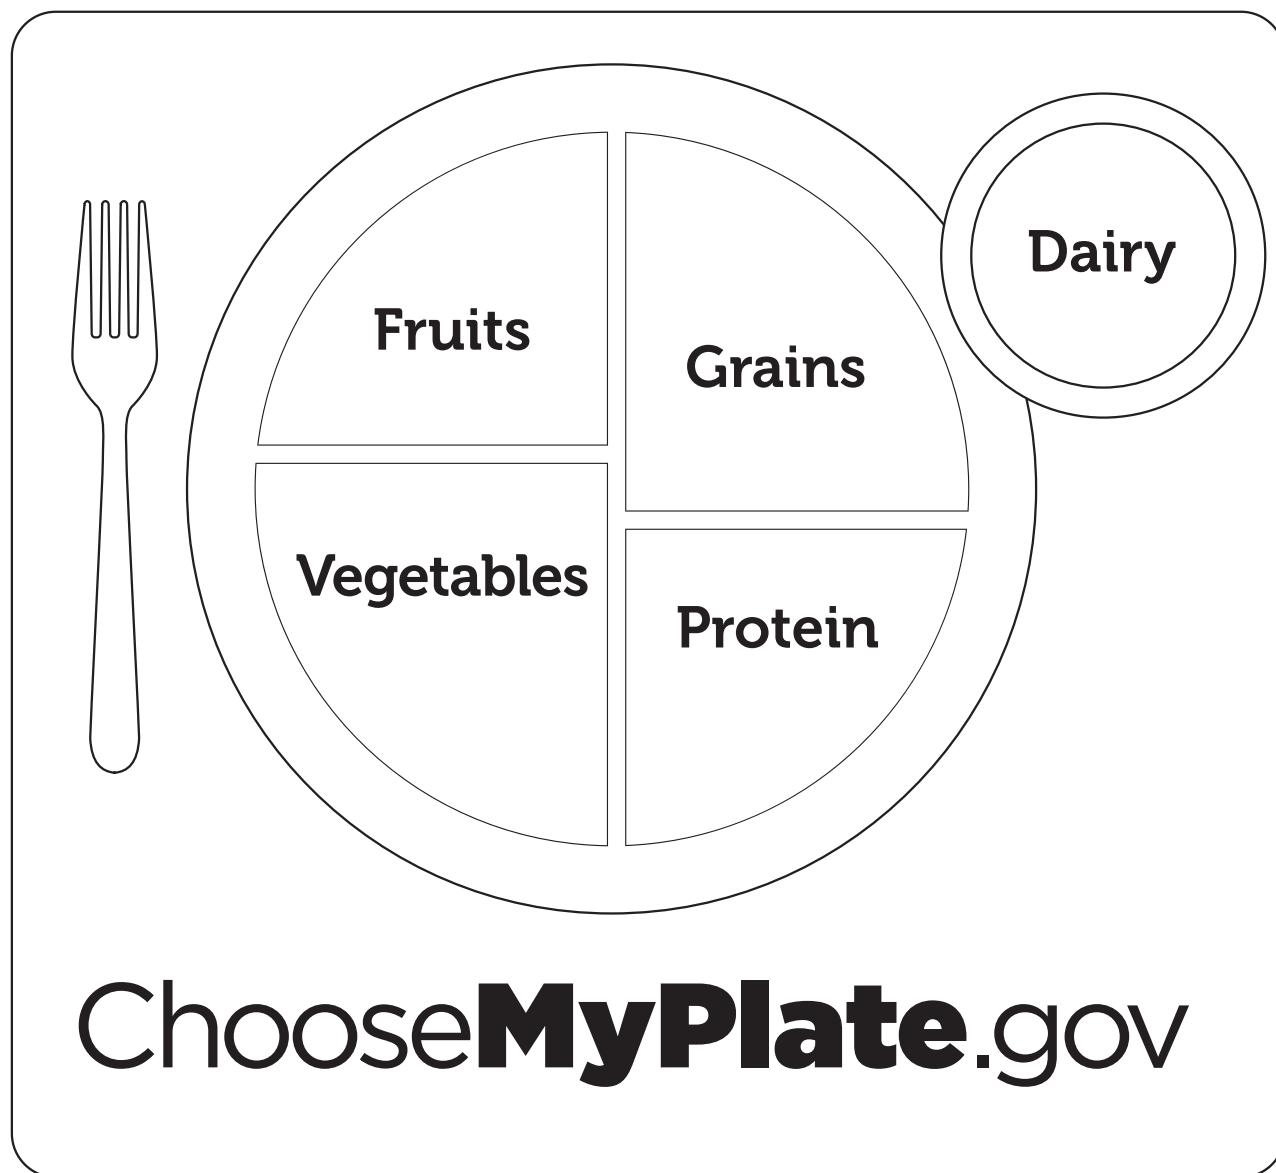 Dairy
Fruits
Grains
Vegetables
Protein
ChooseMyPlate.gov